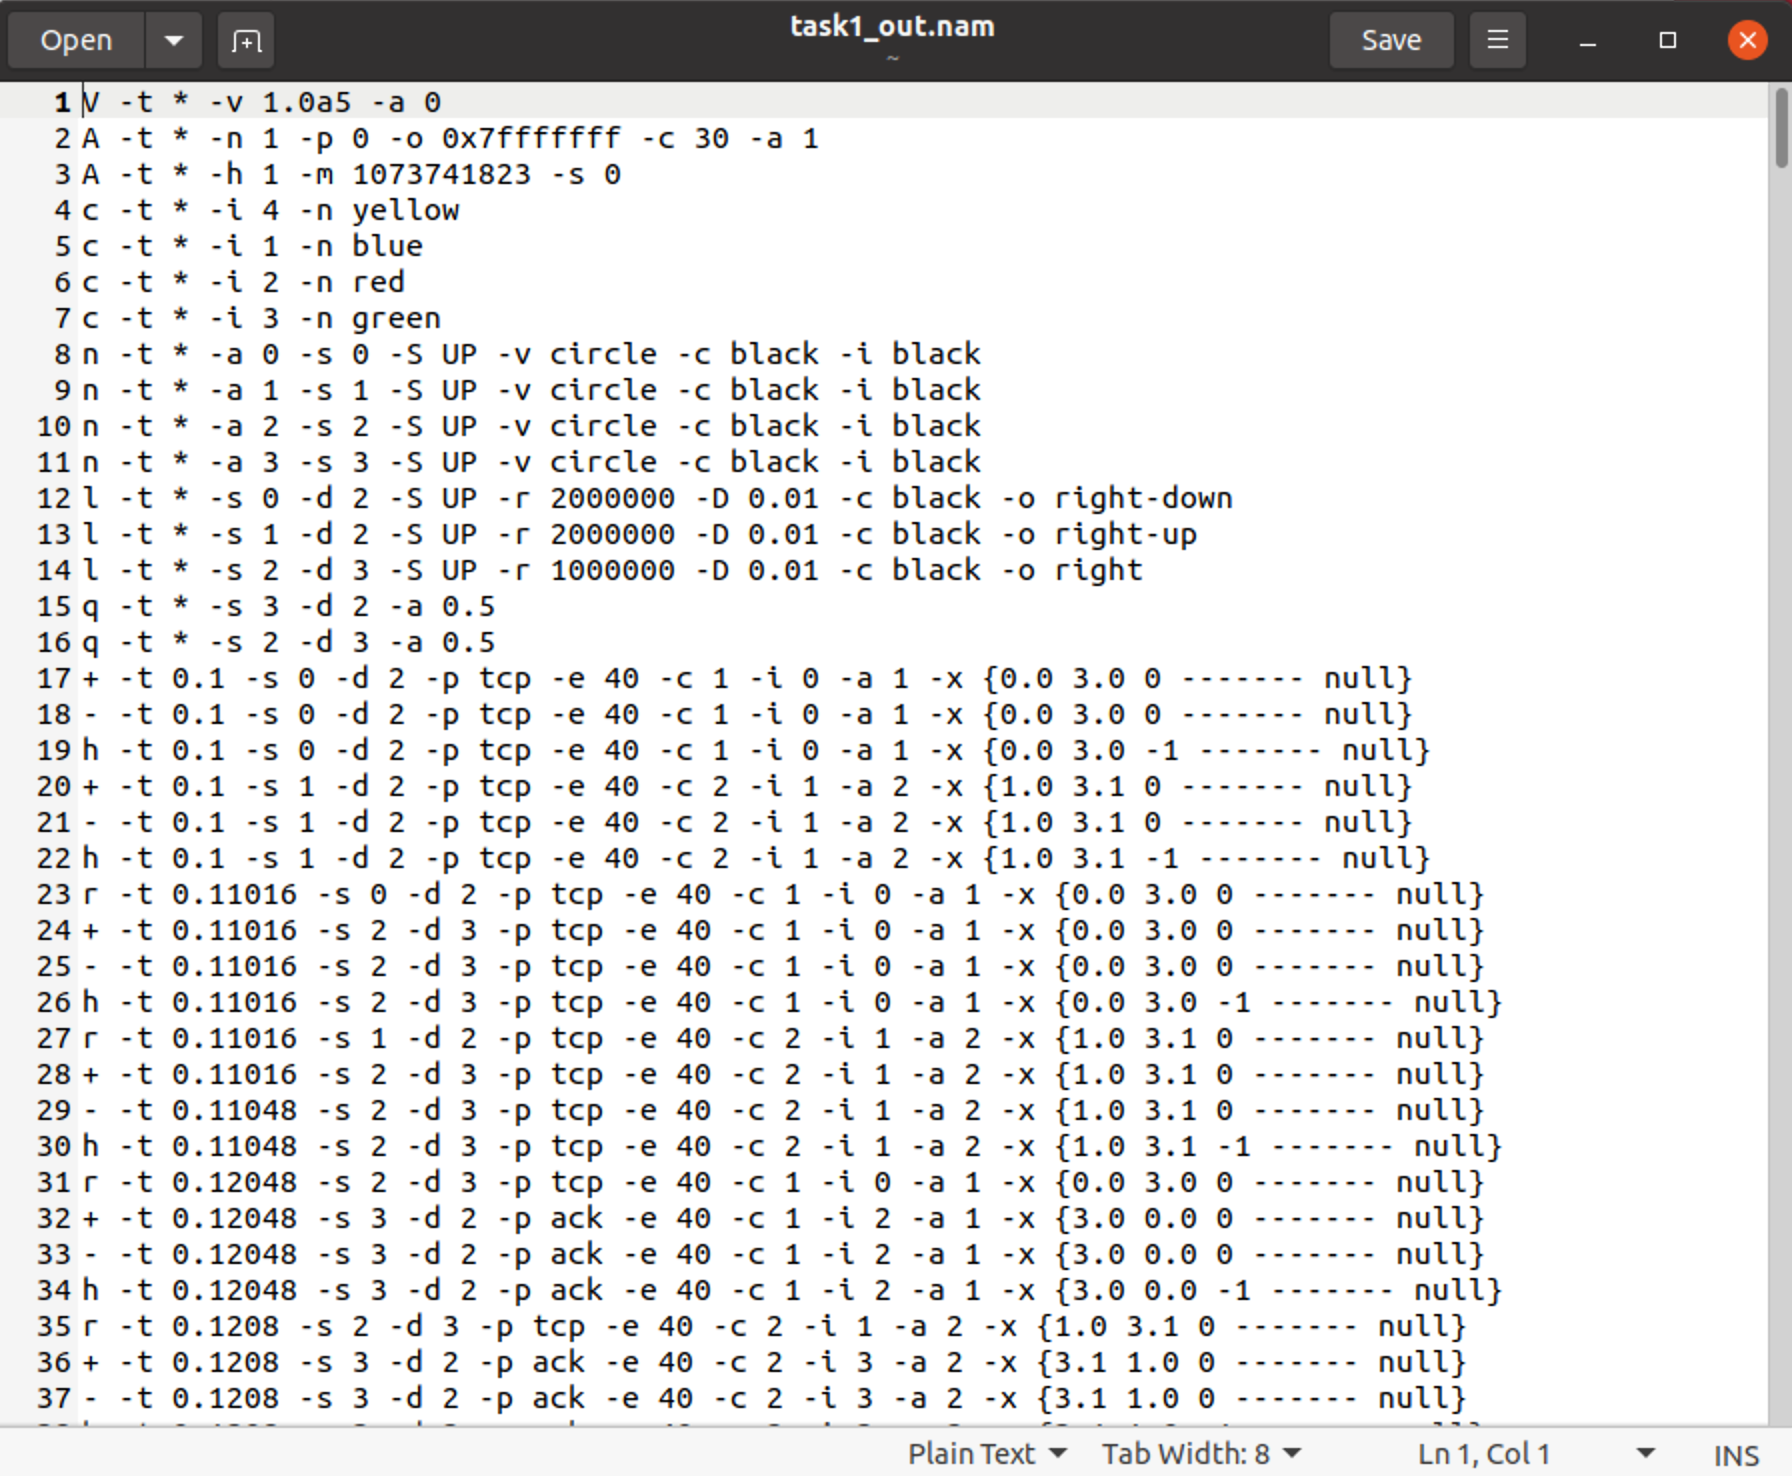 Open
task1_out.nam
~
Save
1 V -t * -v 1.0a5 -a 0
2 A -t * -n 1 -p 0 -o 0x7fffffff -c 30 -a 1
3 A -t * -h 1 -m 1073741823 -s 0
4 c -t * -i 4 -n yellow
5 c -t * -i 1 -n blue
6 c -t * -i 2 -n red
7 c -t * -i 3 -n green
8 n -t * -a 0 -s 0 -S UP -v circle -c black -i black
9 n -t * -a 1 -s 1 -S UP -v circle -c black -i black
10 n -t * -a 2 -s 2 -S UP -v circle -c black -i black
11 n -t * -a 3 -s 3 -S UP -v circle -c black -i black
12 l -t * -s 0 -d 2 -S UP -r 2000000 -D 0.01 -c black -o right-down
13 l -t * -s 1 -d 2 -S UP -r 2000000 -D 0.01 -c black -o right-up
14 l -t * -s 2 -d 3 -S UP -r 1000000 -D 0.01 -c black -o right
15 q -t * -s 3 -d 2 -a 0.5
16 q -t * -s 2 -d 3 -a 0.5
17 + -t 0.1 -s 0 -d 2 -p tcp -e 40 -c 1 -i 0 -a 1 -x {0.0 3.0 0 ------- null}
18 - -t 0.1 -s 0 -d 2 -p tcp -e 40 -c 1 -i 0 -a 1 -x {0.0 3.0 0 ------- null}
19 h -t 0.1 -s 0 -d 2 -p tcp -e 40 -c 1 -i 0 -a 1 -x {0.0 3.0 -1 ------- null}
20 + -t 0.1 -s 1 -d 2 -p tcp -e 40 -c 2 -i 1 -a 2 -x {1.0 3.1 0 ------- null}
21 - -t 0.1 -s 1 -d 2 -p tcp -e 40 -c 2 -i 1 -a 2 -x {1.0 3.1 0 ------- null}
22 h -t 0.1 -s 1 -d 2 -p tcp -e 40 -c 2 -i 1 -a 2 -x {1.0 3.1 -1 ------- null}
23 r -t 0.11016 -s 0 -d 2 -p tcp -e 40 -c 1 -i 0 -a 1 -x {0.0 3.0 0 ------- null}
24 + -t 0.11016 -s 2 -d 3 -p tcp -e 40 -c 1 -i 0 -a 1 -x {0.0 3.0 0 ------- null}
25 - -t 0.11016 -s 2 -d 3 -p tcp -e 40 -c 1 -i 0 -a 1 -x {0.0 3.0 0 ------- null}
26 h -t 0.11016 -s 2 -d 3 -p tcp -e 40 -c 1 -i 0 -a 1 -x {0.0 3.0 -1 ------- null}
27 r -t 0.11016 -s 1 -d 2 -p tcp -e 40 -c 2 -i 1 -a 2 -x {1.0 3.1 0 ------- null}
28 + -t 0.11016 -s 2 -d 3 -p tcp -e 40 -c 2 -i 1 -a 2 -x {1.0 3.1 0 ------- null}
29 - -t 0.11048 -s 2 -d 3 -p tcp -e 40 -c 2 -i 1 -a 2 -x {1.0 3.1 0 ------- null}
30 h -t 0.11048 -s 2 -d 3 -p tcp -e 40 -c 2 -i 1 -a 2 -x {1.0 3.1 -1 ------- null}
31 r -t 0.12048 -s 2 -d 3 -p tcp -e 40 -c 1 -i 0 -a 1 -x {0.0 3.0 0 ------- null}
32 + -t 0.12048 -s 3 -d 2 -p ack -e 40 -c 1 -i 2 -a 1 -x {3.0 0.0 0 ------- null}
33 - -t 0.12048 -s 3 -d 2 -p ack -e 40 -c 1 -i 2 -a 1 -x {3.0 0.0 0 ------- null}
34 h -t 0.12048 -s 3 -d 2 -p ack -e 40 -c 1 -i 2 -a 1 -x {3.0 0.0 -1 ------- null}
35 r -t 0.1208 -s 2 -d 3 -p tcp -e 40 -c 2 -i 1 -a 2 -x {1.0 3.1 0 ------- null}
36 + -t 0.1208 -s 3 -d 2 -p ack -e 40 -c 2 -i 3 -a 2 -x {3.1 1.0 0 ------- null}
37 - -t 0.1208 -s 3 -d 2 -p ack -e 40 -c 2 -i 3 -a 2 -x {3.1 1.0 0 ------- null}
Plain Text Tab Width: 8 Ln 1, Col 1 INS